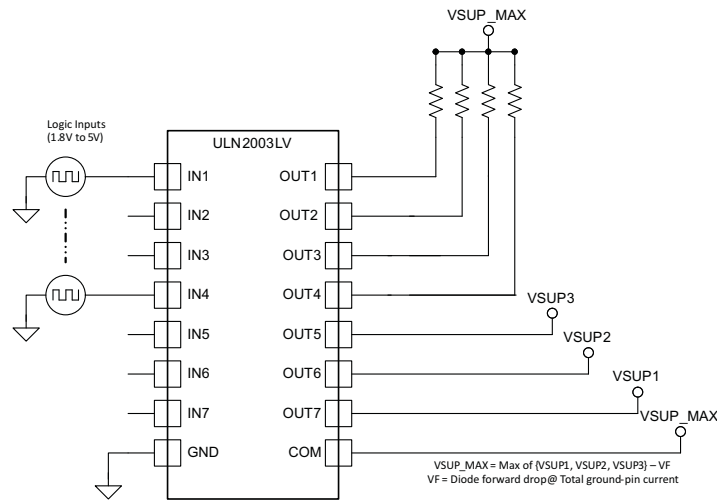 VSUP_MAX
Logic Inputs
(1.8V to 5V)
ULN2003LV
IN1
OUT1
IN2
OUT2
IN3
OUT3
IN4
OUT4
VSUP3
IN5
OUT5
VSUP2
IN6
OUT6
VSUP1
IN7
OUT7
VSUP_MAX
GND
COM
VSUP_MAX = Max of {VSUP1, VSUP2, VSUP3} – VF
VF = Diode forward drop@ Total ground-pin current